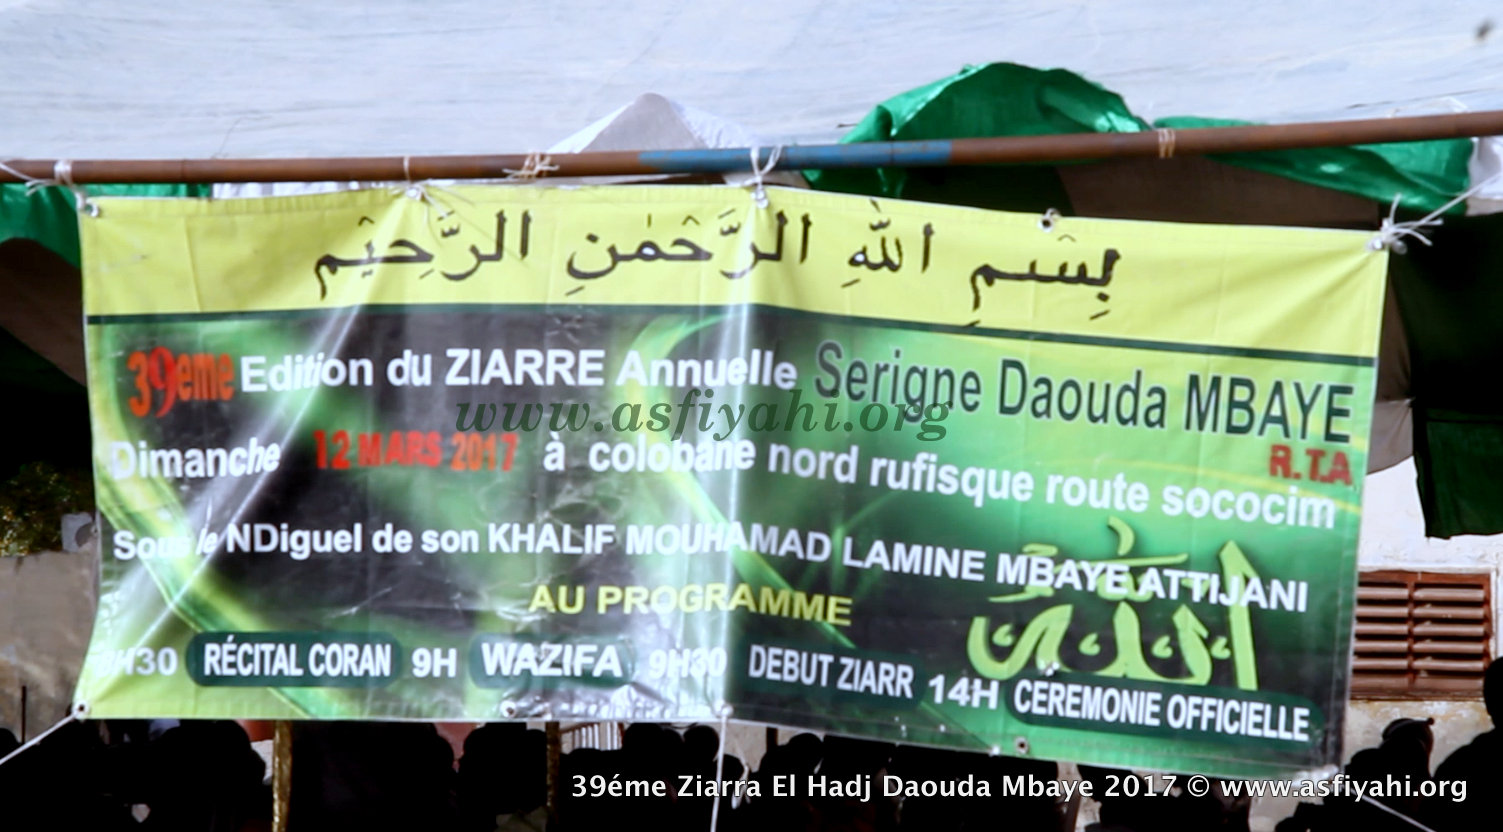 بِسْمِ اللهِ الرَّحْمٰنِ الرَّحِيْمِ
39eme Edition du ZIARRE Annuelle Serigne Daouda MBAYE
R.T.A
www.asfiyahi.org
Dimanche 12 MARS 2017 à colobane nord rufisque route sococim
Sous le NDiguel de son KHALIF MOUHAMAD LAMINE MBAYE ATTIJANI
الله
AU PROGRAMME
8H30 RÉCITAL CORAN 9H WAZIFA 9H30 DEBUT ZIARR 14H CEREMONIE OFFICIELLE
39éme Ziarra El Hadj Daouda Mbaye 2017 © www.asfiyahi.org